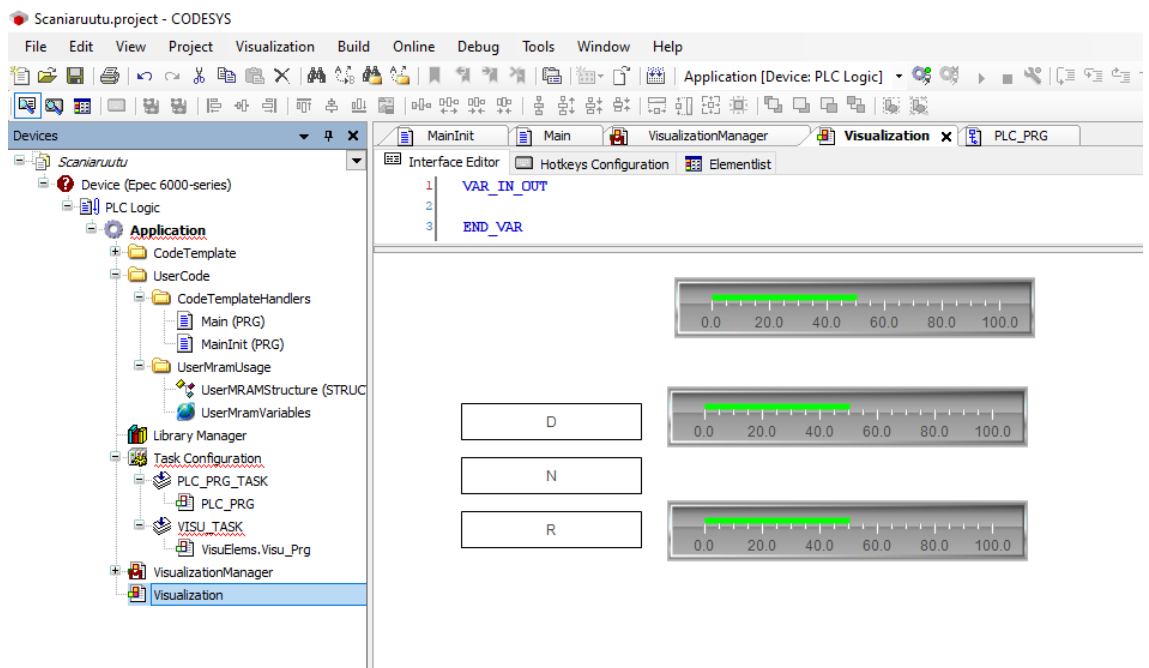 Scaniaruutu.project - CODESYS
File Edit View Project Visualization Build Online Debug Tools Window Help
Application [Device: PLC Logic]
Devices
MainInit Main VisualizationManager Visualization X PLC_PRG
Scaniaruutu
Interface Editor Hotkeys Configuration Elementlist
Device (Epec 6000-series)
PLC Logic
Application
CodeTemplate
UserCode
CodeTemplateHandlers
Main (PRG)
MainInit (PRG)
UserMramUsage
UserMRAMStructure (STRUC
UserMramVariables
Library Manager
Task Configuration
PLC_PRG_TASK
PLC_PRG
VISU_TASK
VisuElems.Visu_Prg
VisualizationManager
Visualization
1 VAR_IN_OUT
2
3 END_VAR
0.0 20.0 40.0 60.0 80.0 100.0
D
0.0 20.0 40.0 60.0 80.0 100.0
N
R
0.0 20.0 40.0 60.0 80.0 100.0